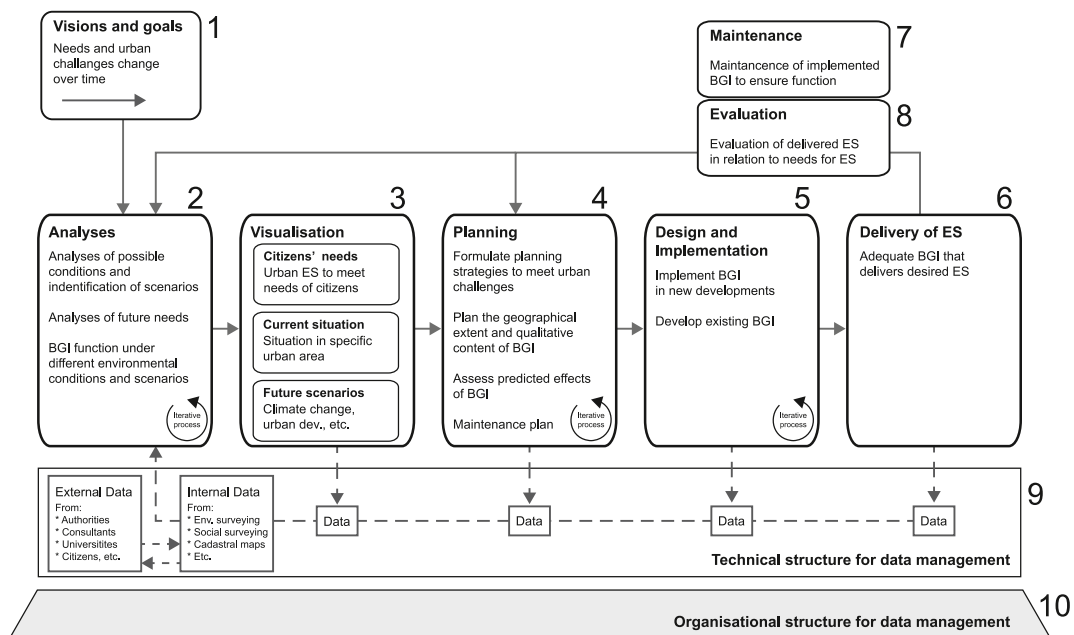 Visions and goals
1
Needs and urban
challanges change
over time
Maintenance
7
Maintancence of implemented
BGI to ensure function
Evaluation
8
Evaluation of delivered ES
in relation to needs for ES
2
Analyses
Analyses of possible
conditions and
indentification of scenarios
Analyses of future needs
BGI function under
different environmental
conditions and scenarios
Iterative
process
3
Visualisation
Citizens' needs
Urban ES to meet
needs of citizens
Current situation
Situation in specific
urban area
Future scenarios
Climate change,
urban dev., etc.
4
Planning
Formulate planning
strategies to meet urban
challenges
Plan the geographical
extent and qualitative
content of BGI
Assess predicted effects
of BGI
Maintenance plan
Iterative
process
5
Design and
Implementation
Implement BGI
in new developments
Develop existing BGI
Iterative
process
6
Delivery of ES
Adequate BGI that
delivers desired ES
9
External Data
From:
* Authorities
* Consultants
* Universitites
* Citizens, etc.
Internal Data
From:
* Env. surveying
* Social surveying
* Cadastral maps
* Etc.
Data
Data
Data
Data
Technical structure for data management
10
Organisational structure for data management